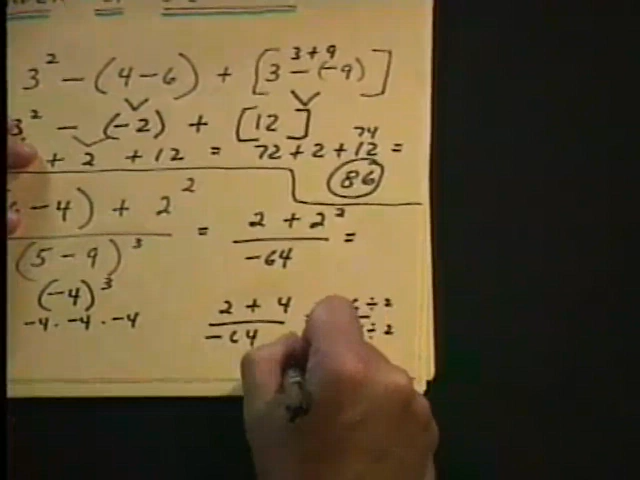 3² - (4 - 6) + [3 - (-9)]
3 + 9
3² - (-2) + [12]
74
+ 2 + 12 = 72 + 2 + 12 =
86
- 4) + 2² = 2 + 2² =
(5 - 9)³ -64
(-4)³
-4 · -4 · -4
2 + 4 6 ÷ 2
-64 ÷ 2